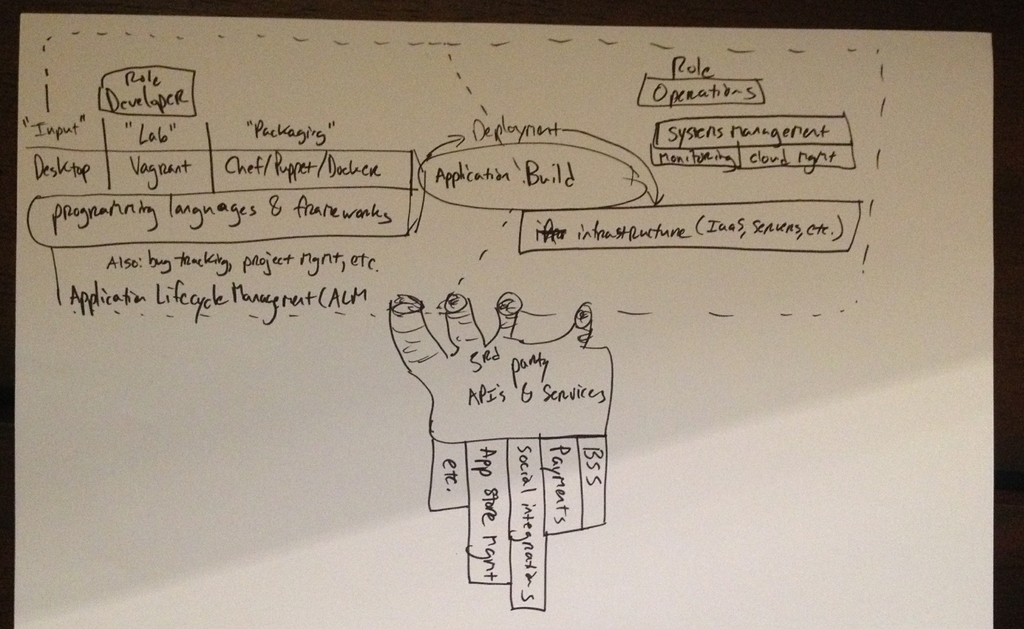 Role
Developer
"Input"
"Lab"
"Packaging"
Desktop
Vagrant
Chef/Puppet/Docker
programming languages & frameworks
Also: bug tracking, project mgmt, etc.
Application Lifecycle Management (ALM
Deployment
Application Build
Role
Operations
Systems management
monitoring
cloud mgmt
infrastructure (IaaS, servers, etc.)
3rd party
API's & Services
etc.
App store mgmt
Social integrations
Payments
BSS